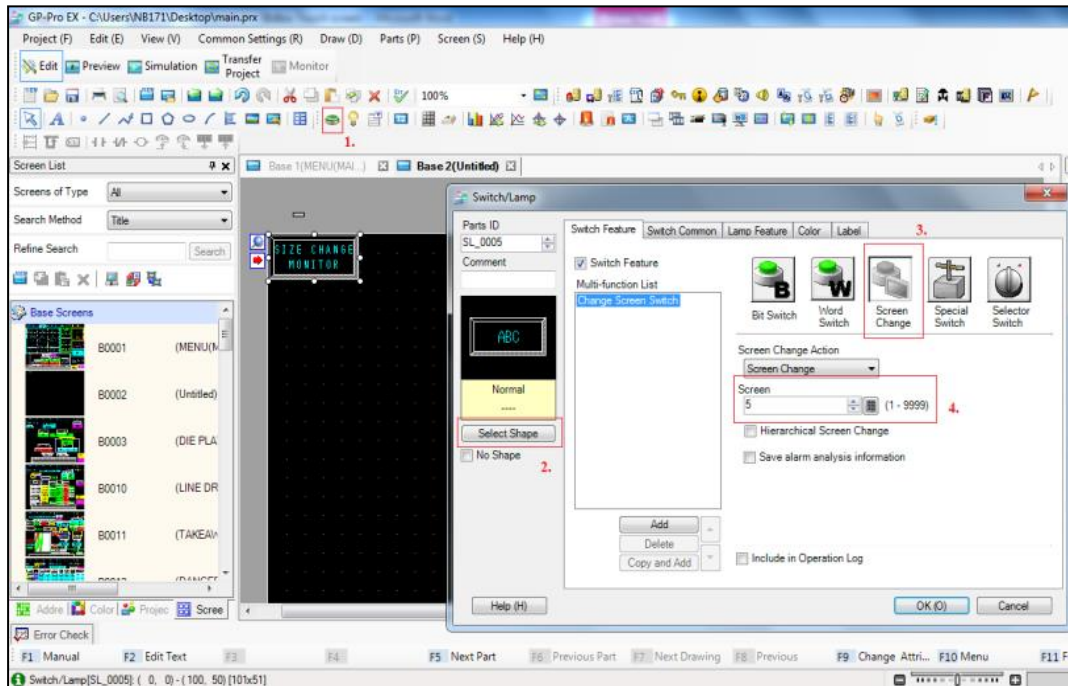 GP-Pro EX - C:\Users\NB171\Desktop\main.prx
Project (F) Edit (E) View (V) Common Settings (R) Draw (D) Parts (P) Screen (S) Help (H)
Edit Preview Simulation Transfer Project Monitor
100%
1.
Screen List
Base 1(MENU(MAI...) Base 2(Untitled)
Screens of Type All
Search Method Title
Refine Search Search
Base Screens
B0001 (MENU(M
B0002 (Untitled)
B0003 (DIE PLA
B0010 (LINE DR
B0011 (TAKEAW
SIZE CHANGE
MONITOR
Switch/Lamp
Parts ID
SL_0005
Comment
ABC
Normal
----
Select Shape
No Shape
2.
Switch Feature Switch Common Lamp Feature Color Label
3.
Switch Feature
Multi-function List
Change Screen Switch
Bit Switch
Word Switch
Screen Change
Special Switch
Selector Switch
Screen Change Action
Screen Change
Screen
5 (1 - 9999)
4.
Hierarchical Screen Change
Save alarm analysis information
Add
Delete
Copy and Add
Include in Operation Log
Help (H) OK (O) Cancel
Addre Color Projec Scree
Error Check
F1 Manual F2 Edit Text F3 F4 F5 Next Part F6 Previous Part F7 Next Drawing F8 Previous F9 Change Attri... F10 Menu F11 F
Switch/Lamp[SL_0005]: ( 0, 0) - ( 100, 50) [101x51]